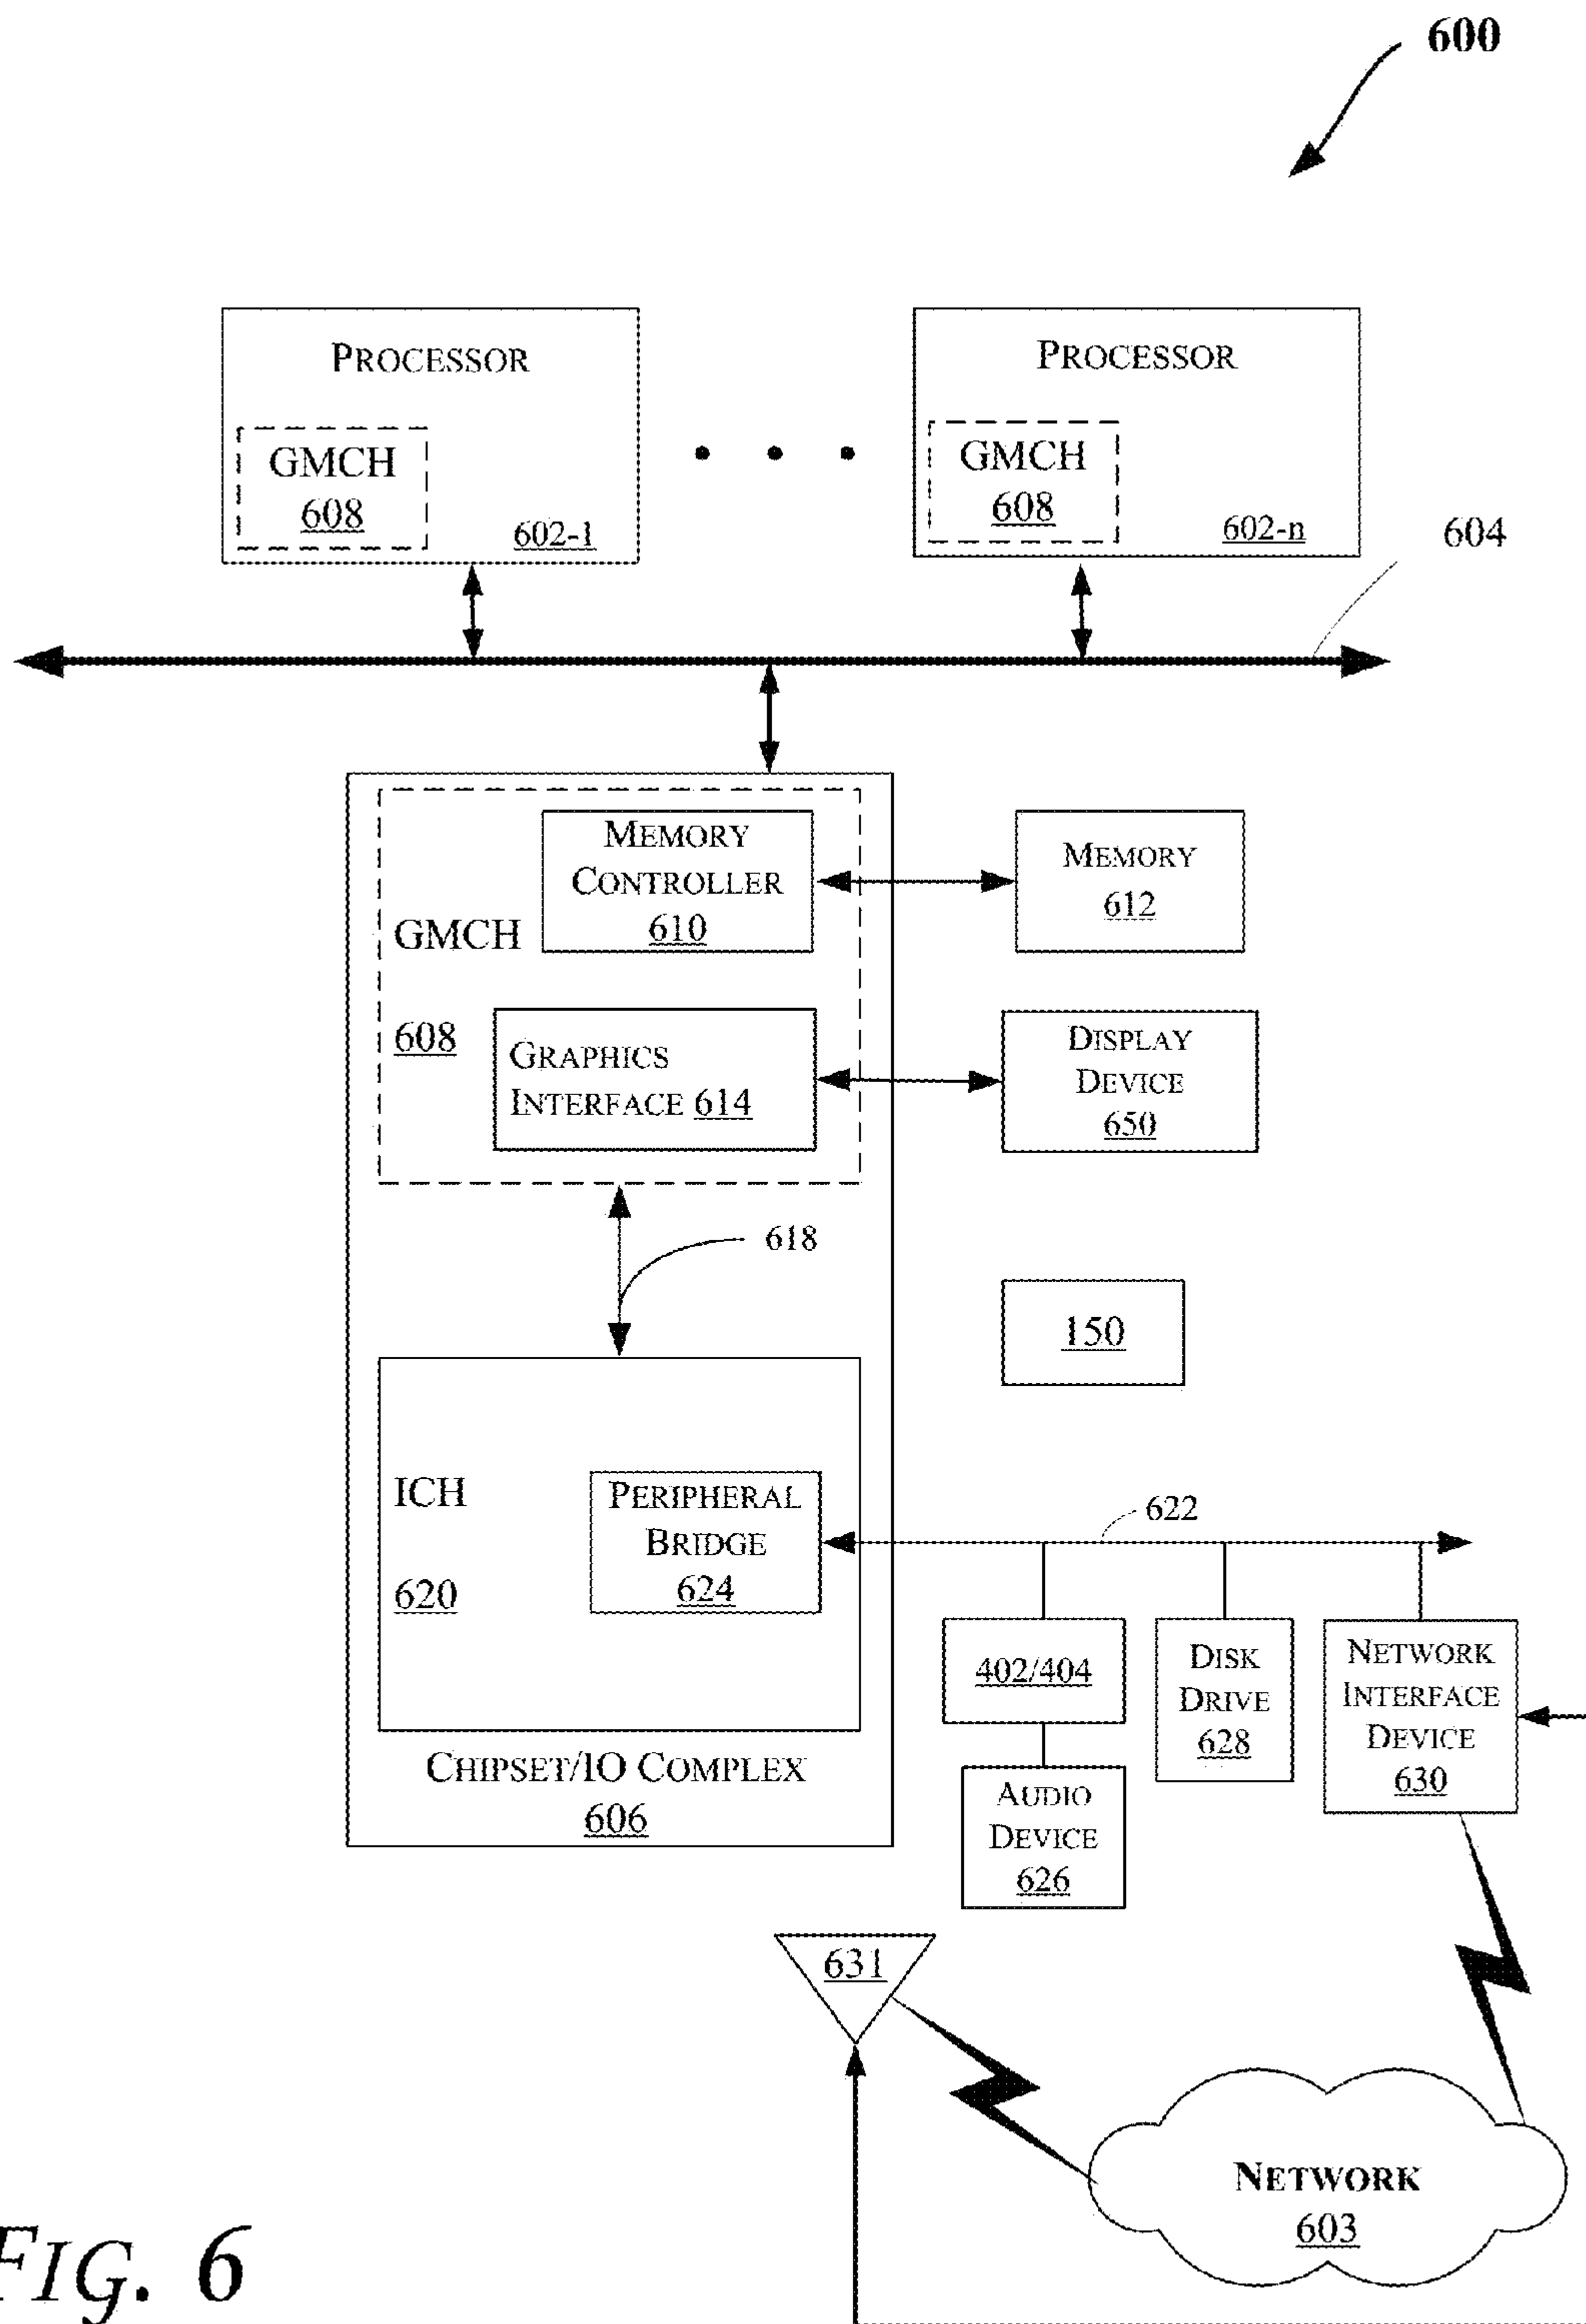 600
PROCESSOR
GMCH
608
602-1
PROCESSOR
GMCH
608
602-n
604
MEMORY
CONTROLLER
610
GMCH
608
GRAPHICS
INTERFACE 614
MEMORY
612
DISPLAY
DEVICE
650
618
150
ICH
620
PERIPHERAL
BRIDGE
624
622
402/404
DISK
DRIVE
628
NETWORK
INTERFACE
DEVICE
630
CHIPSET/IO COMPLEX
606
AUDIO
DEVICE
626
631
NETWORK
603
FIG. 6